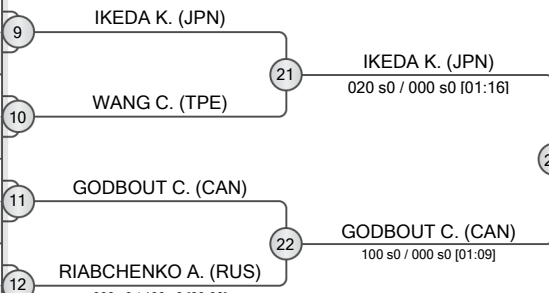 IKEDA K. (JPN)
9
21
IKEDA K. (JPN)
020 s0 / 000 s0 [01:16]
WANG C. (TPE)
10
GODBOUT C. (CAN)
11
22
GODBOUT C. (CAN)
100 s0 / 000 s0 [01:09]
RIABCHENKO A. (RUS)
12